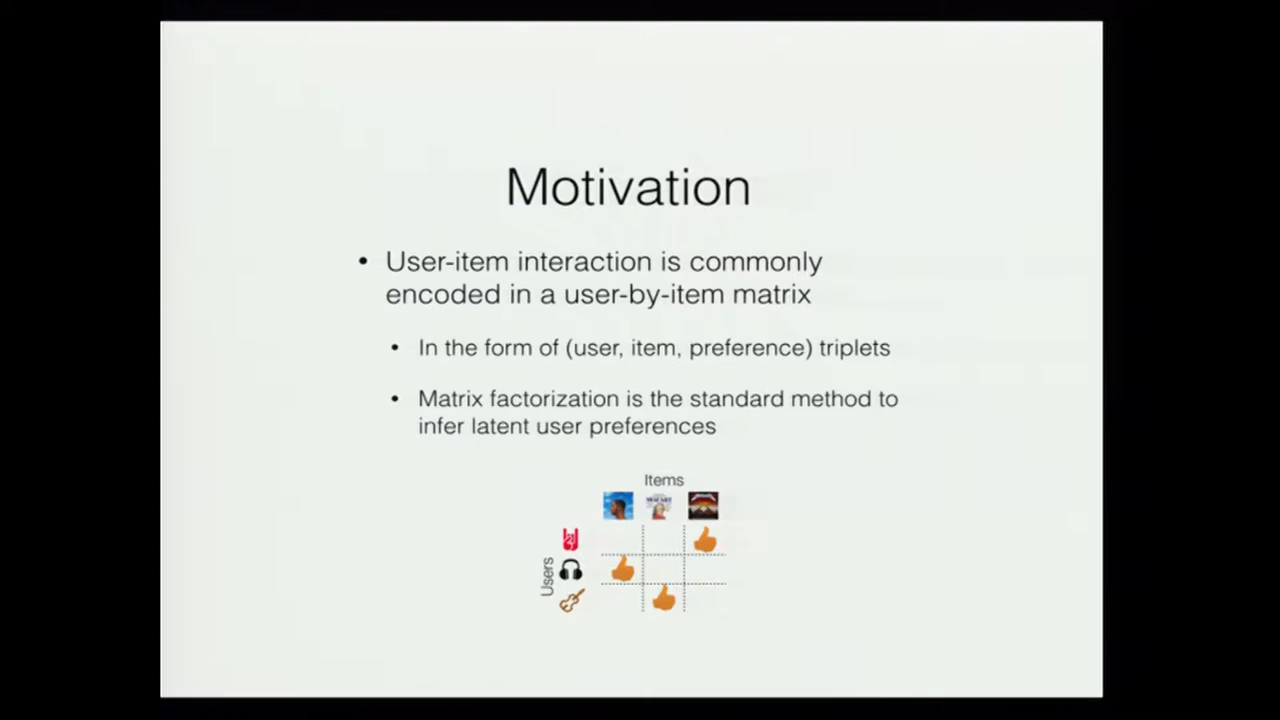 Motivation
• User-item interaction is commonly
encoded in a user-by-item matrix
• In the form of (user, item, preference) triplets
• Matrix factorization is the standard method to
infer latent user preferences
Items
Users